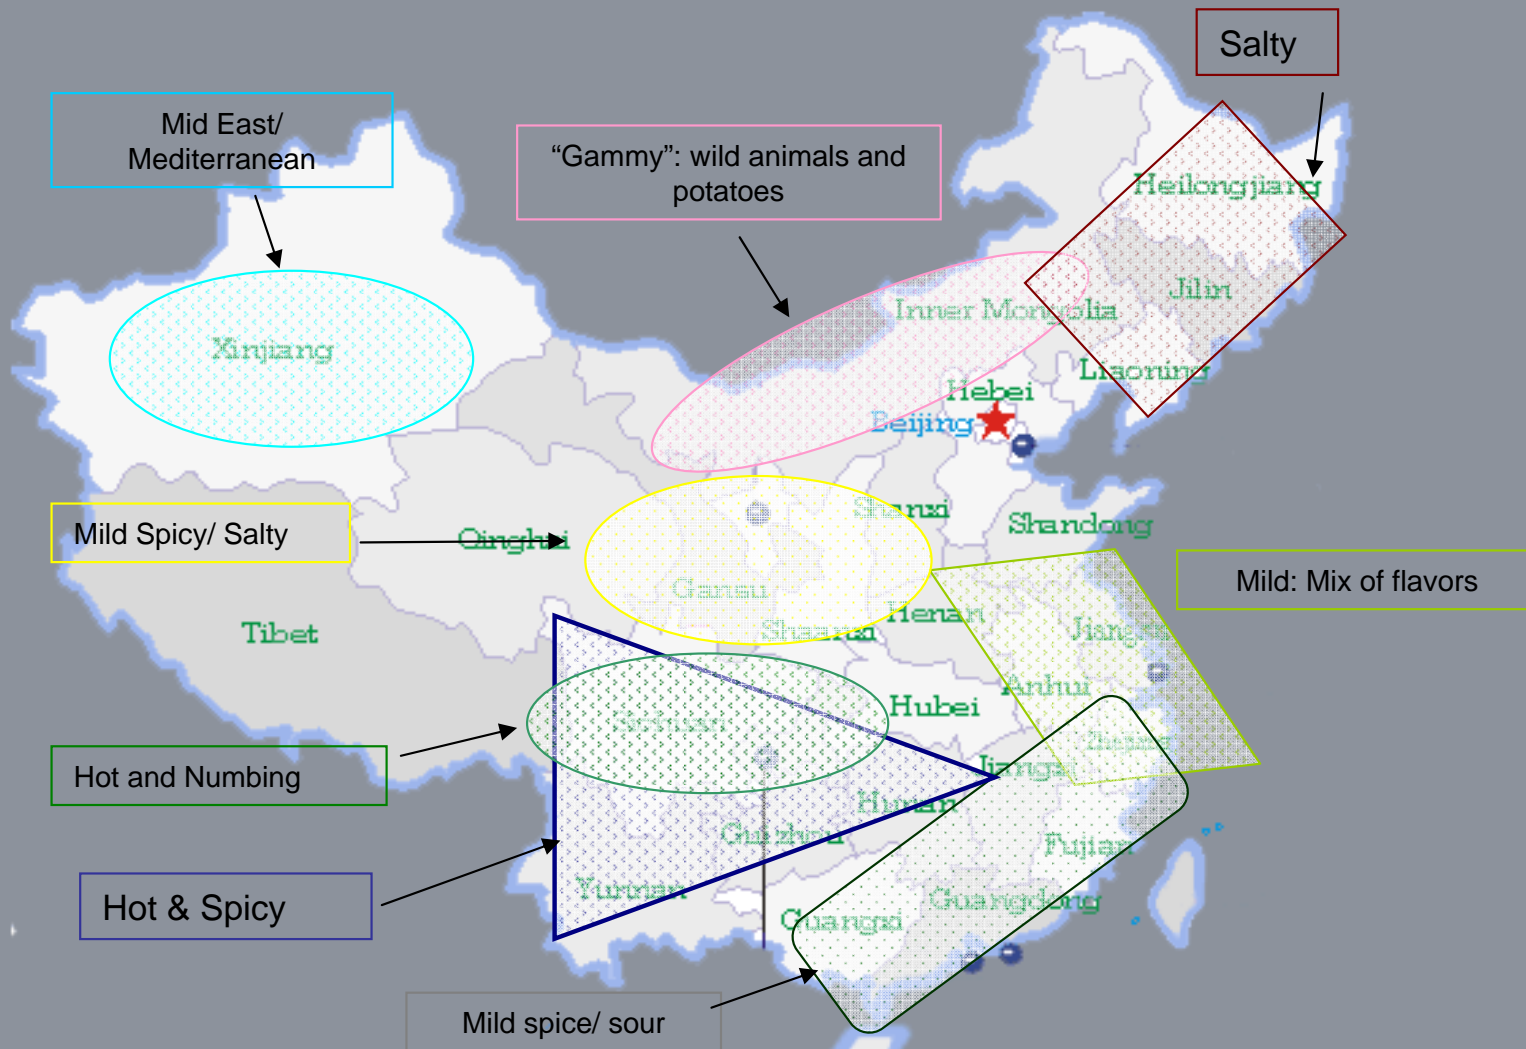 Salty
Mid East/
Mediterranean
“Gammy”: wild animals and
potatoes
Heilongjiang
Jilin
Inner Mongolia
Liaoning
Xinjiang
Hebei
Beijing
Mild Spicy/ Salty
Qinghai
Shanxi
Shandong
Mild: Mix of flavors
Gansu
Henan
Tibet
Shaanxi
Anhui
Hubei
Hot and Numbing
Hunan
Guizhou
Fujian
Yunnan
Guangdong
Hot & Spicy
Guangxi
Mild spice/ sour